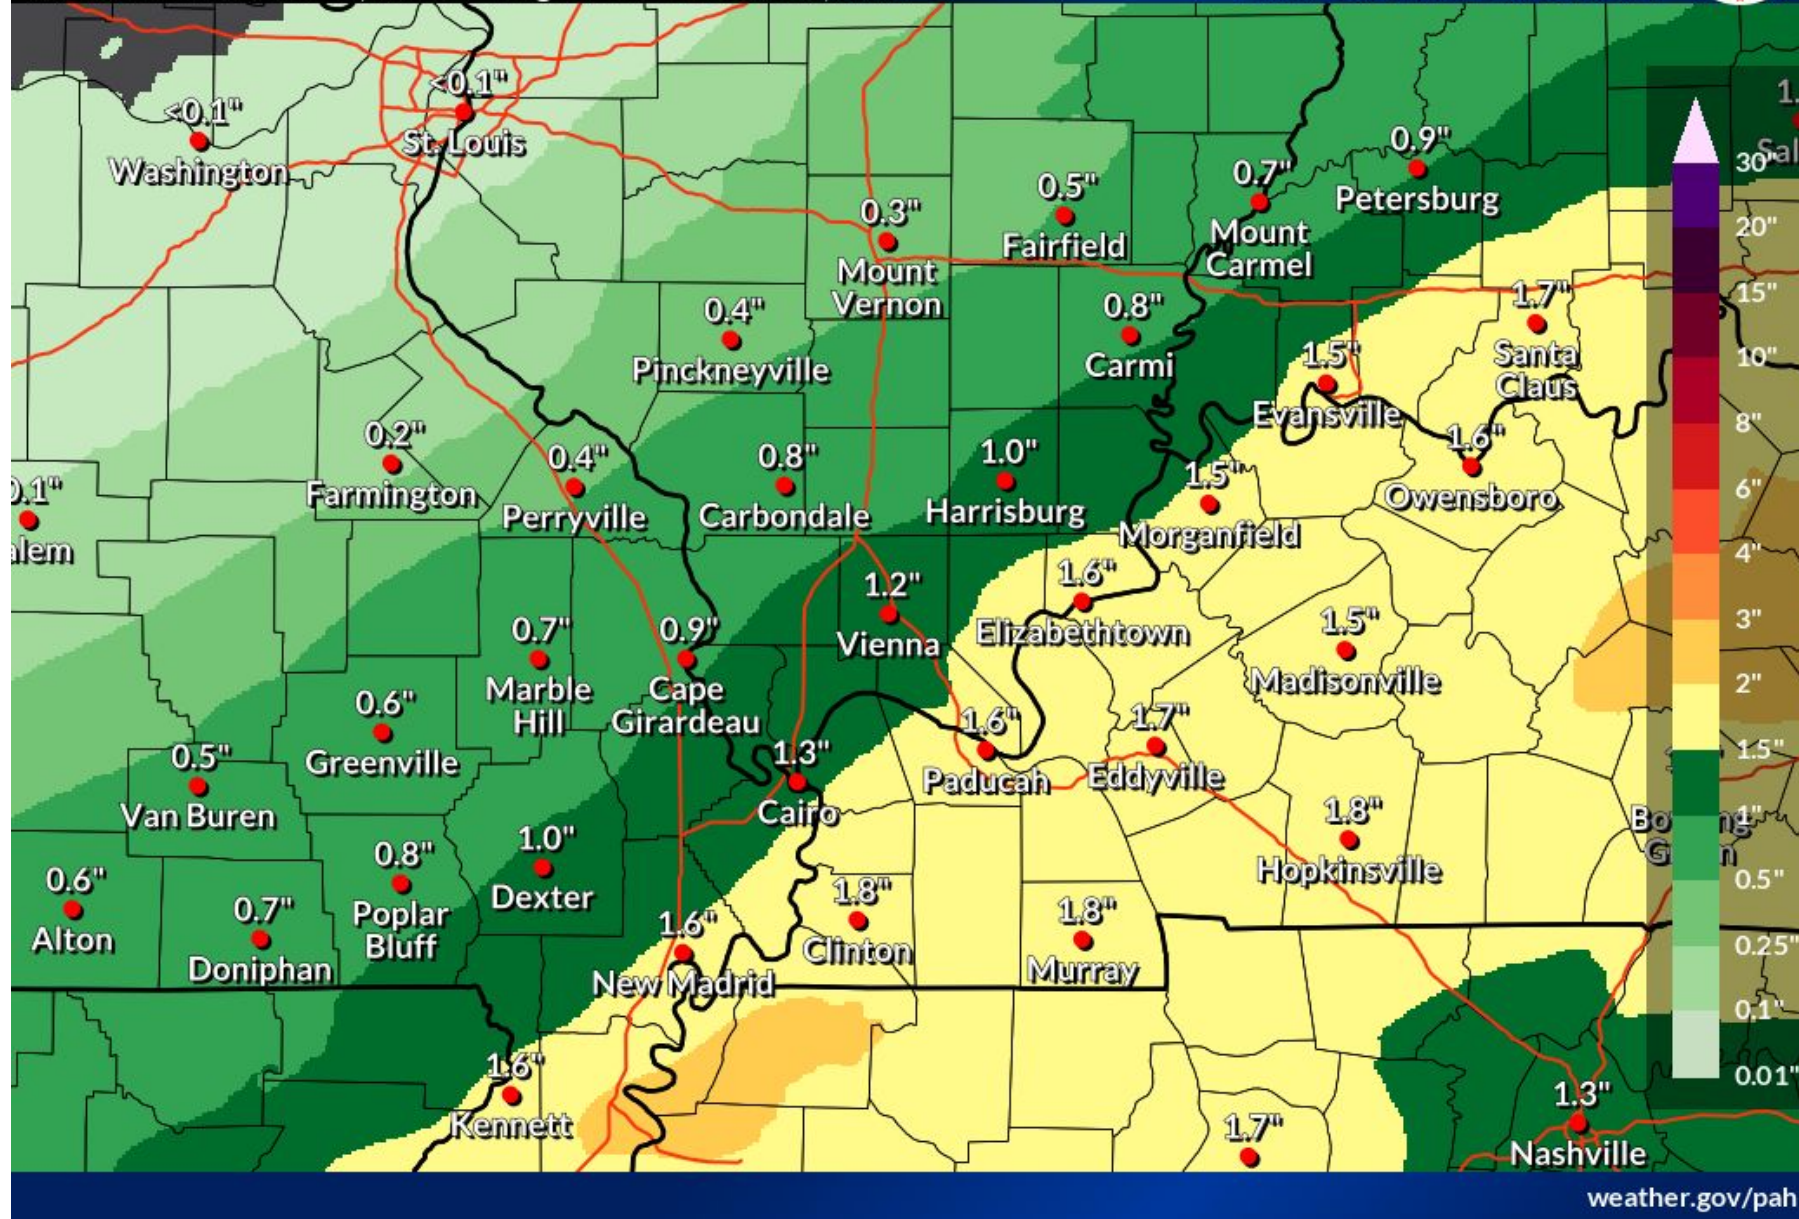 <0.1"
St. Louis
<0.1"
Washington
0.9"
Petersburg
0.7"
Mount
Carmel
0.5"
Fairfield
0.3"
Mount
Vernon
1.7"
Santa
Claus
0.8"
Carmi
0.4"
Pinckneyville
1.5"
Evansville
1.6"
Owensboro
0.2"
Farmington
0.4"
Perryville
0.8"
Carbondale
1.0"
Harrisburg
1.5"
Morganfield
0.1"
alem
1.2"
Vienna
1.6"
Elizabethtown
1.5"
Madisonville
0.7"
Marble
Hill
0.9"
Cape
Girardeau
0.6"
Greenville
1.6"
Paducah
1.7"
Eddyville
0.5"
Van Buren
1.3"
Cairo
1.8"
Hopkinsville
Bowling
Green
0.6"
Alton
0.7"
Doniphan
0.8"
Poplar
Bluff
1.0"
Dexter
1.6"
New Madrid
1.8"
Clinton
1.8"
Murray
1.6"
Kennett
1.7"
1.3"
Nashville
30"
20"
15"
10"
8"
6"
4"
3"
2"
1.5"
1"
0.5"
0.25"
0.1"
0.01"
Sal
weather.gov/pah